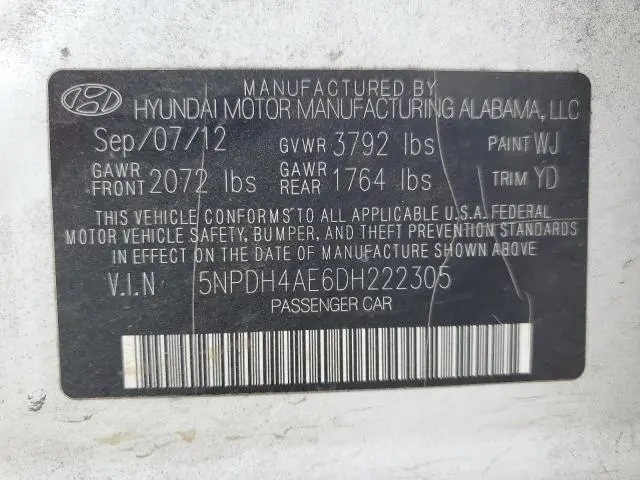 MANUFACTURED BY
HYUNDAI MOTOR MANUFACTURING ALABAMA, LLC
Sep/07/12 GVWR 3792 lbs PAINT WJ
GAWR FRONT 2072 lbs GAWR REAR 1764 lbs TRIM YD
THIS VEHICLE CONFORMS TO ALL APPLICABLE U.S.A. FEDERAL
MOTOR VEHICLE SAFETY, BUMPER, AND THEFT PREVENTION STANDARDS
IN EFFECT ON THE DATE OF MANUFACTURE SHOWN ABOVE.
V.I.N 5NPDH4AE6DH222305
PASSENGER CAR